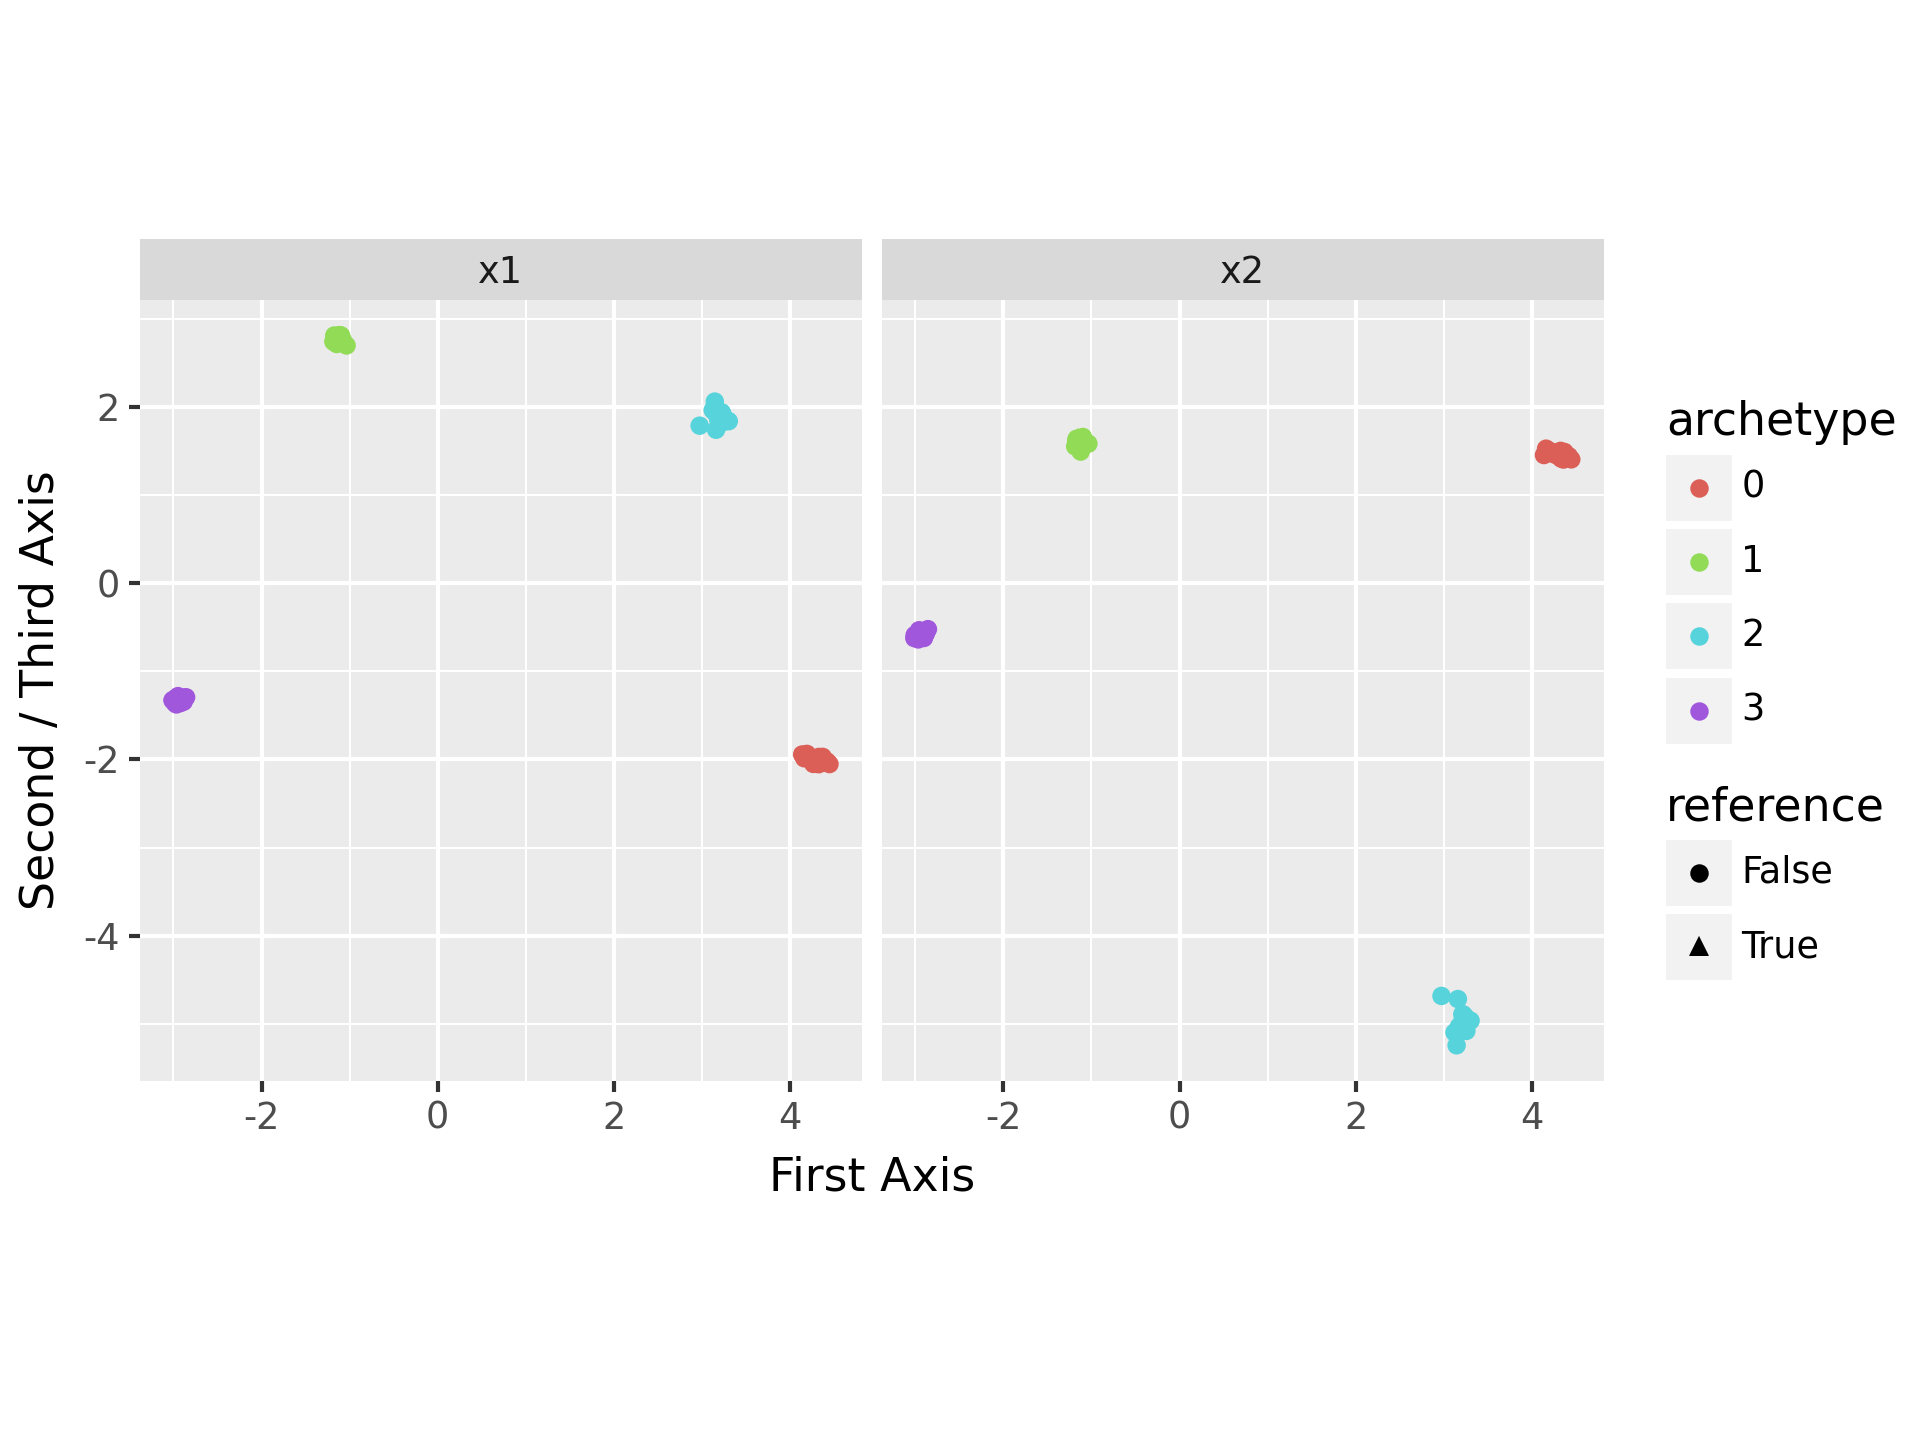 x1
x2
2
0
-2
-4
-2
0
2
4
-2
0
2
4
First Axis
Second / Third Axis
archetype
0
1
2
3
reference
False
True